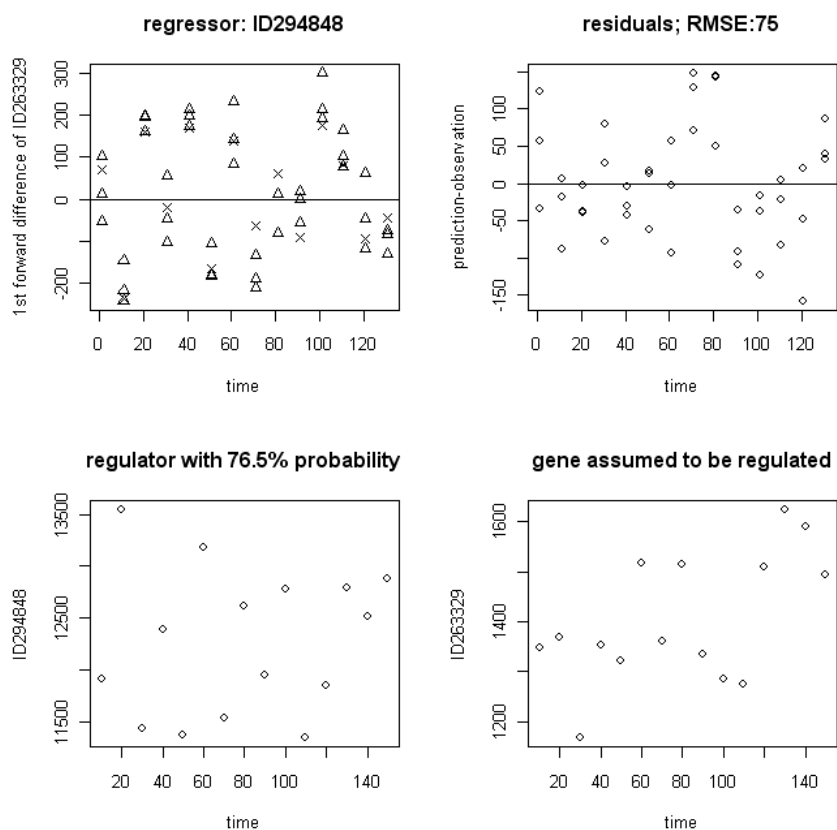 regressor: ID294848
1st forward difference of ID263329
300
200
100
0
-200
0 20 40 60 80 100 120
time
residuals; RMSE:75
prediction-observation
100
50
0
-50
-150
0 20 40 60 80 100 120
time
regulator with 76.5% probability
ID294848
13500
12500
11500
20 40 60 80 100 140
time
gene assumed to be regulated
ID263329
1600
1400
1200
20 40 60 80 100 140
time